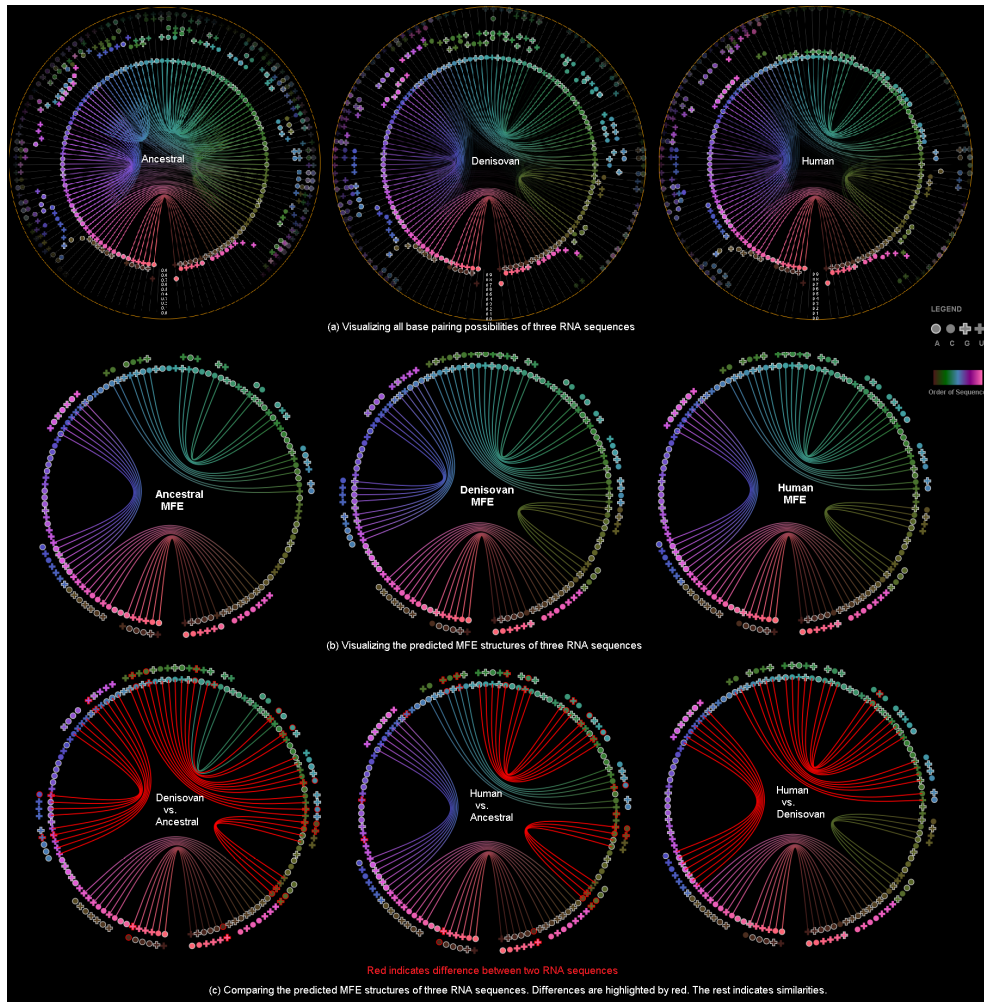 Ancestral
Denisovan
Human
(a) Visualizing all base pairing possibilities of three RNA sequences
LEGEND
A C G U
Order of Sequence
Ancestral
MFE
Denisovan
MFE
Human
MFE
(b) Visualizing the predicted MFE structures of three RNA sequences
Denisovan
vs.
Ancestral
Human
vs.
Ancestral
Human
vs.
Denisovan
Red indicates difference between two RNA sequences
(c) Comparing the predicted MFE structures of three RNA sequences. Differences are highlighted by red. The rest indicates similarities.